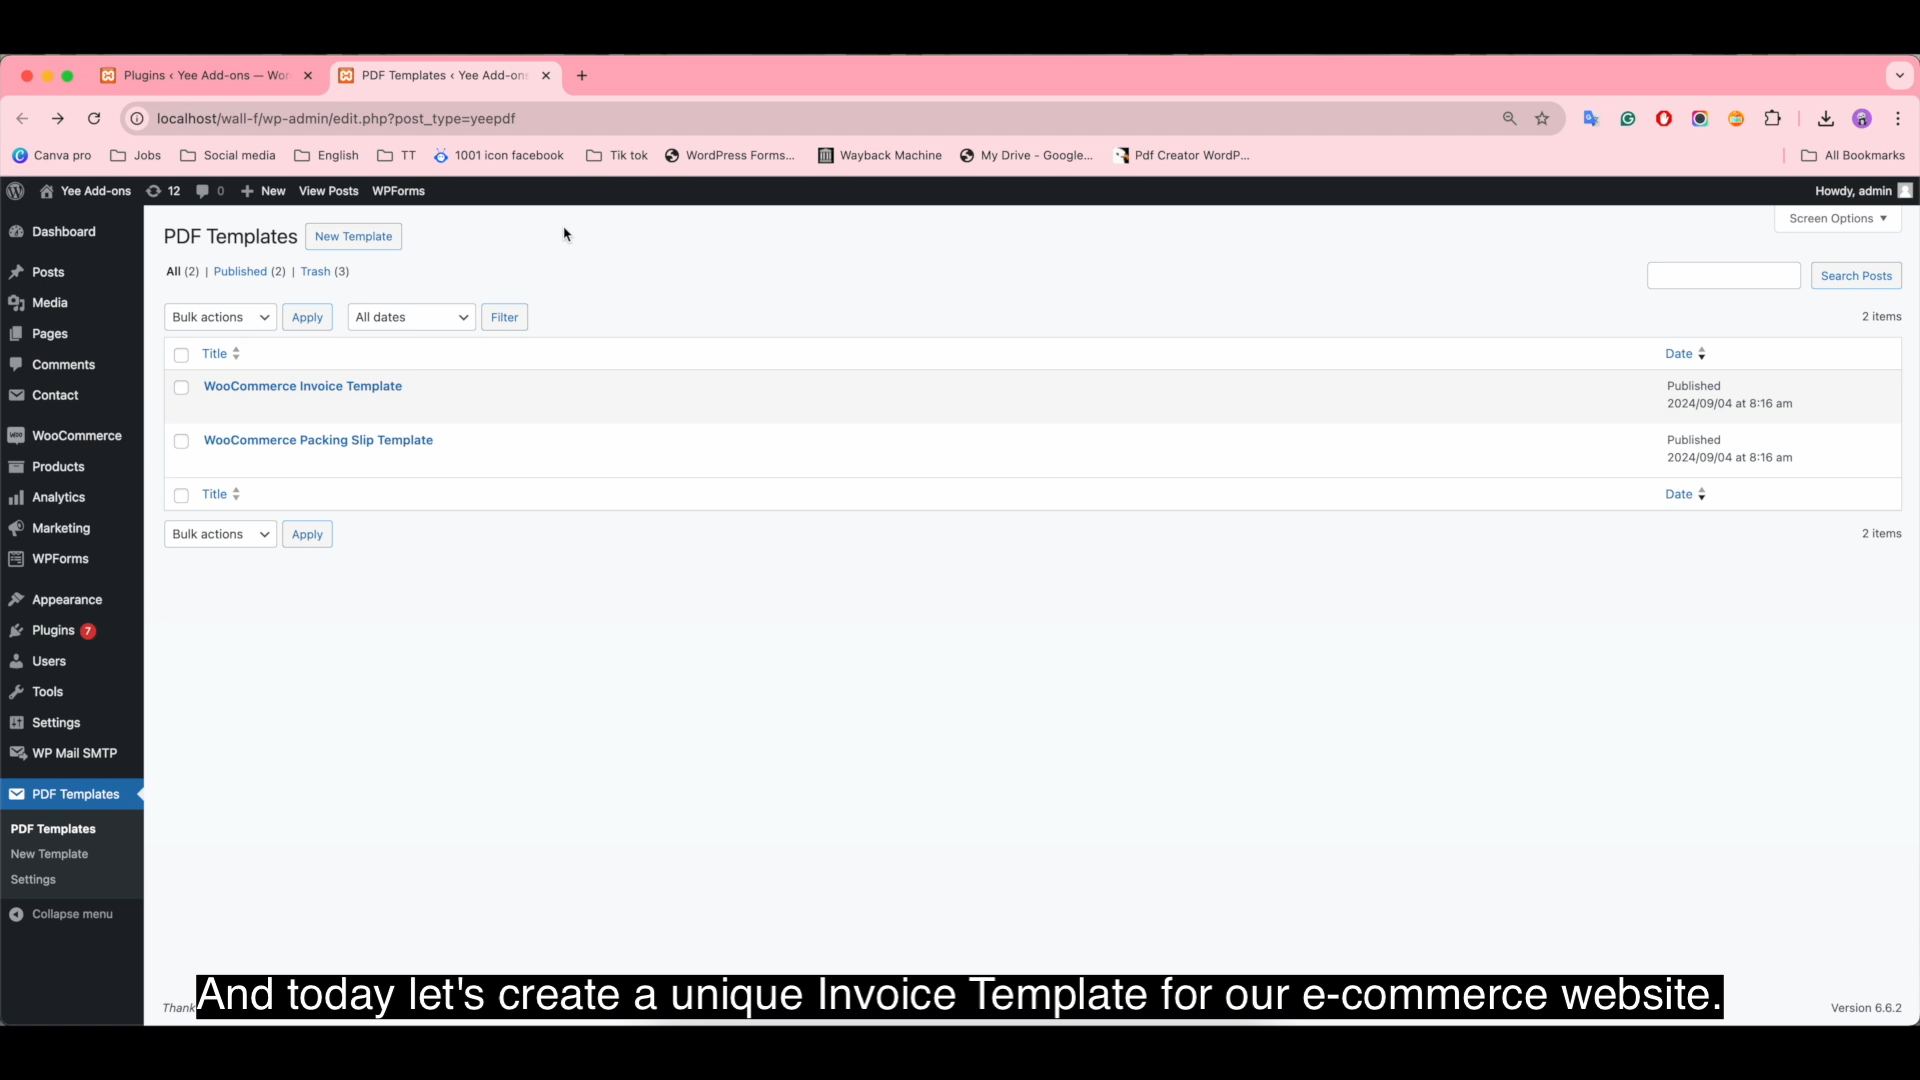 Plugins ‹ Yee Add-ons — Wor
PDF Templates ‹ Yee Add-on
localhost/wall-f/wp-admin/edit.php?post_type=yeepdf
Canva pro
Jobs
Social media
English
TT
1001 icon facebook
Tik tok
WordPress Forms...
Wayback Machine
My Drive - Google...
Pdf Creator WordP...
All Bookmarks
Yee Add-ons
12
0
New
View Posts
WPForms
Howdy, admin
Dashboard
Posts
Media
Pages
Comments
Contact
WooCommerce
Products
Analytics
Marketing
WPForms
Appearance
Plugins 7
Users
Tools
Settings
WP Mail SMTP
PDF Templates
PDF Templates
New Template
Settings
Collapse menu
PDF Templates
New Template
Screen Options
All (2) | Published (2) | Trash (3)
Search Posts
Bulk actions
Apply
All dates
Filter
2 items
Title
Date
WooCommerce Invoice Template
Published
2024/09/04 at 8:16 am
WooCommerce Packing Slip Template
Published
2024/09/04 at 8:16 am
Title
Date
Bulk actions
Apply
2 items
Thank
And today let's create a unique Invoice Template for our e-commerce website.
Version 6.6.2